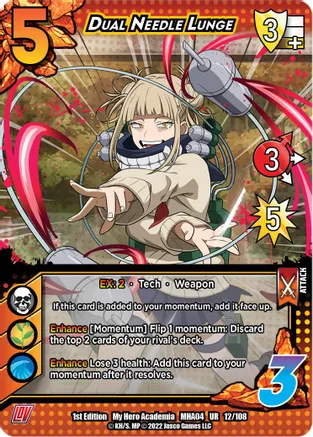 5
DUAL NEEDLE LUNGE
3
+
3
5
EX: 2 • Tech • Weapon
If this card is added to your momentum, add it face up.
Enhance [Momentum] Flip 1 momentum: Discard
the top 2 cards of your rival's deck.
Enhance Lose 3 health: Add this card to your
momentum after it resolves.
ATTACK
3
LV
1st Edition My Hero Academia MHA04 UR 12/108
© KH/S. MP © 2022 Jasco Games LLC